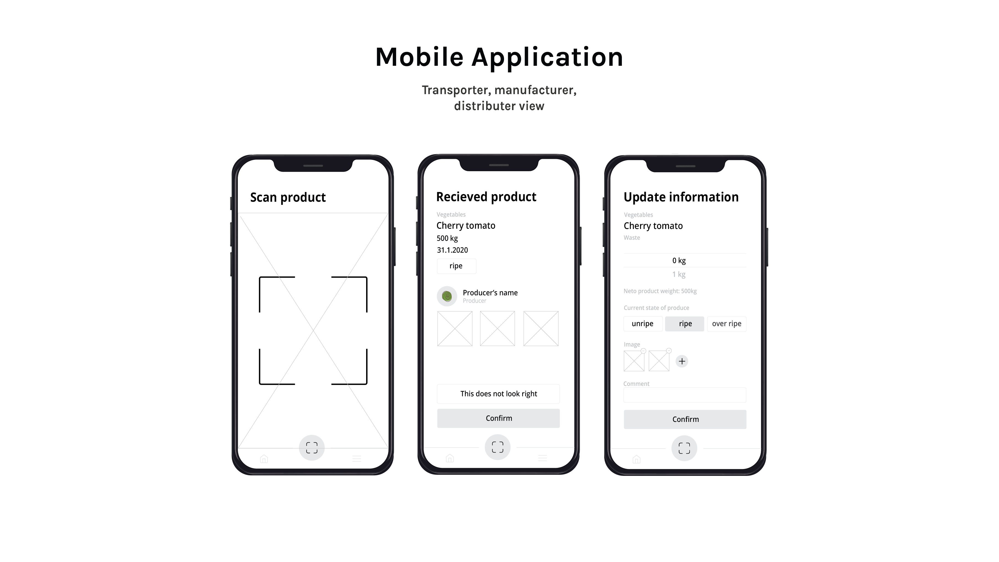 Mobile Application
Transporter, manufacturer,
distributer view
Scan product
Recieved product
Vegetables
Cherry tomato
500 kg
31.1.2020
ripe
Producer’s name
Producer
This does not look right
Confirm
Update information
Vegetables
Cherry tomato
Waste
0 kg
1 kg
Neto product weight: 500kg
Current state of produce
unripe ripe over ripe
Image
Comment
Confirm